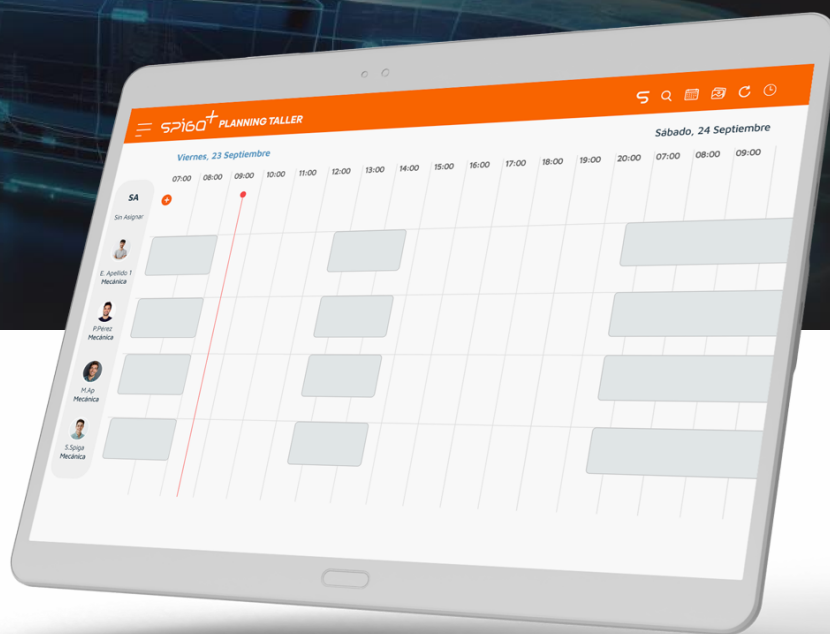 Spiga+ PLANNING TALLER
Viernes, 23 Septiembre
Sábado, 24 Septiembre
07:00 08:00 09:00 10:00 11:00 12:00 13:00 14:00 15:00 16:00 17:00 18:00 19:00 20:00 07:00 08:00 09:00
SA
Sin Asignar
E. Apellido 1
Mecánica
P.Pérez
Mecánica
M.Ap
Mecánica
S.Spiga
Mecánica